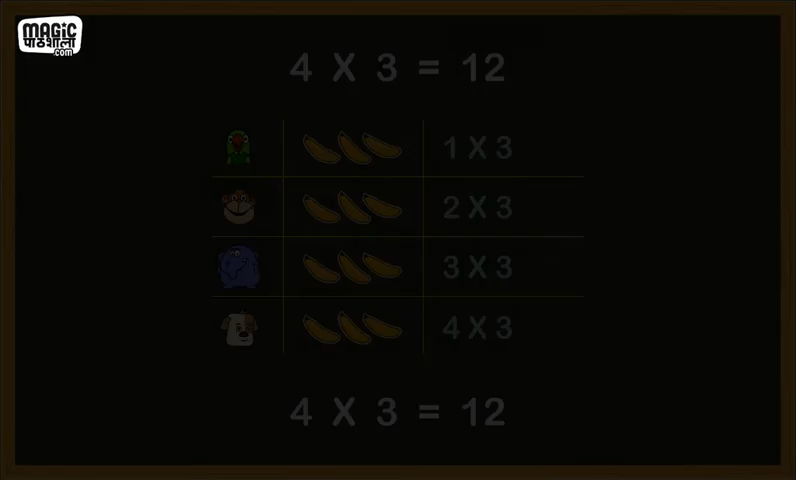 MAGIC
पाठशाला
.com
4 X 3 = 12
1 X 3
2 X 3
3 X 3
4 X 3
4 X 3 = 12